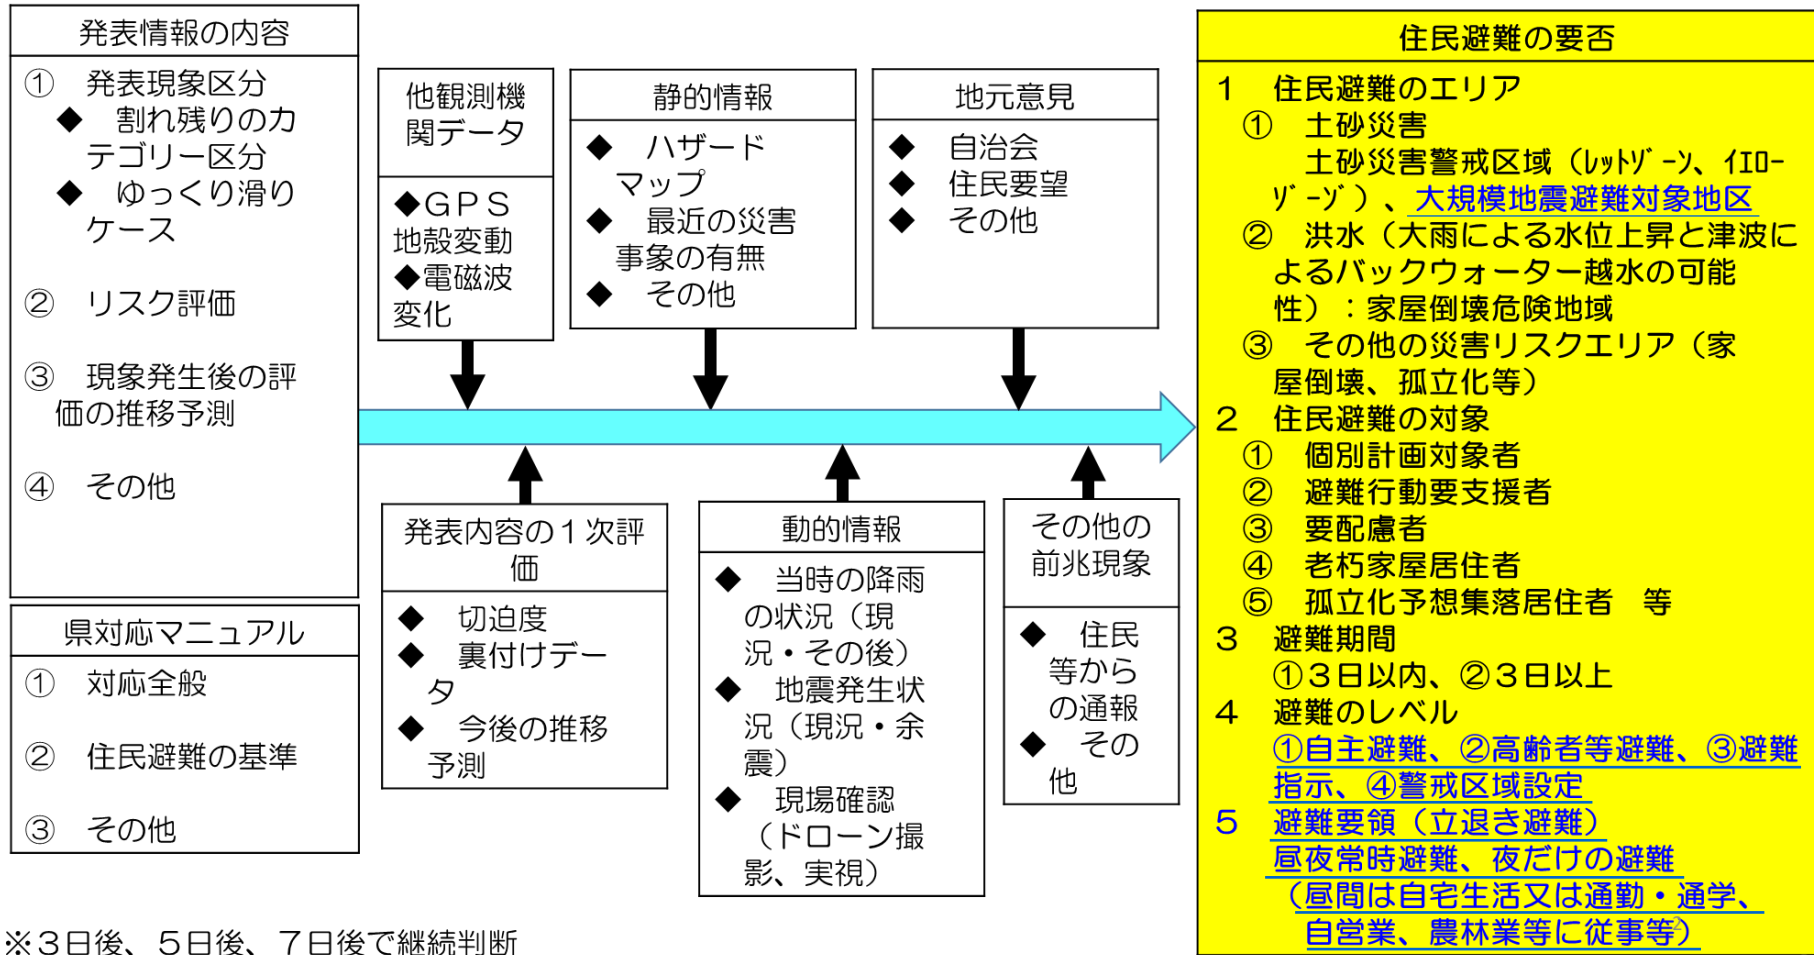 発表情報の内容
① 発表現象区分
◆ 割れ残りのカ
テゴリー区分
◆ ゆっくり滑り
ケース
② リスク評価
③ 現象発生後の評
価の推移予測
④ その他
県対応マニュアル
① 対応全般
② 住民避難の基準
③ その他
他観測機
関データ
◆ＧＰＳ
地殻変動
◆電磁波
変化
静的情報
◆ ハザード
マップ
◆ 最近の災害
事象の有無
◆ その他
地元意見
◆ 自治会
◆ 住民要望
◆ その他
発表内容の１次評
価
◆ 切迫度
◆ 裏付けデー
タ
◆ 今後の推移
予測
動的情報
◆ 当時の降雨
の状況（現
況・その後）
◆ 地震発生状
況（現況・余
震）
◆ 現場確認
（ドローン撮
影、実視）
その他の
前兆現象
◆ 住民
等から
の通報
◆ その
他
住民避難の要否
１ 住民避難のエリア
① 土砂災害
土砂災害警戒区域（ﾚｯﾄｿﾞｰﾝ、ｲｴﾛｰ
ｿﾞｰｿﾞ）、大規模地震避難対象地区
② 洪水（大雨による水位上昇と津波に
よるバックウォーター越水の可能
性）：家屋倒壊危険地域
③ その他の災害リスクエリア（家
屋倒壊、孤立化等）
２ 住民避難の対象
① 個別計画対象者
② 避難行動要支援者
③ 要配慮者
④ 老朽家屋居住者
⑤ 孤立化予想集落居住者 等
３ 避難期間
①３日以内、②３日以上
４ 避難のレベル
①自主避難、②高齢者等避難、③避難
指示、④警戒区域設定
５ 避難要領（立退き避難）
昼夜常時避難、夜だけの避難
（昼間は自宅生活又は通勤・通学、
自営業、農林業等に従事等）
2
※３日後、５日後、７日後で継続判断